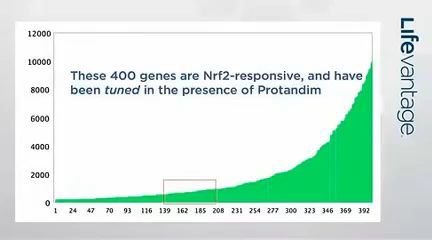 12000
10000
8000
6000
4000
2000
0
These 400 genes are Nrf2-responsive, and have
been tuned in the presence of Protandim
1 24 47 70 93 116 139 162 185 208 231 254 277 300 323 346 369 392
Lifevantage